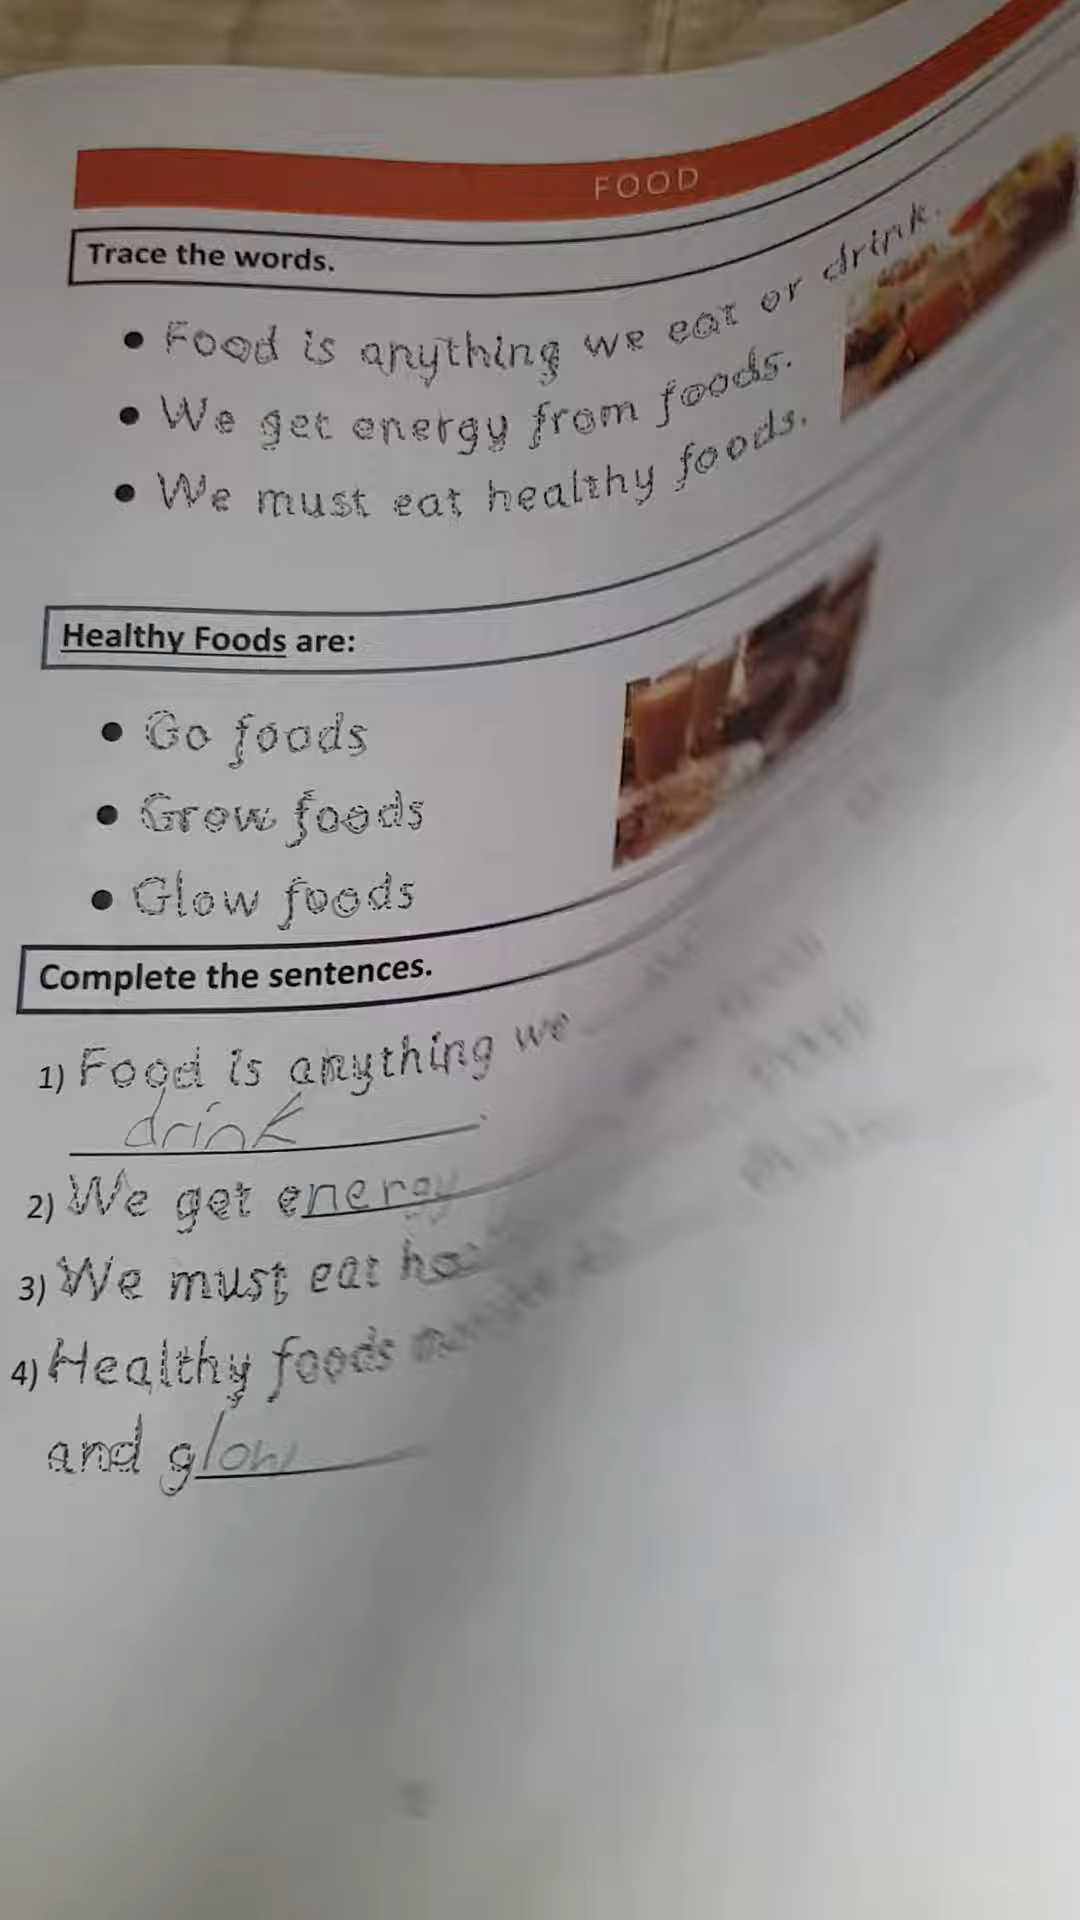 FOOD
Trace the words.
• Food is anything we eat or drink.
• We get energy from foods.
• We must eat healthy foods.
Healthy Foods are:
• Go foods
• Grow foods
• Glow foods
Complete the sentences.
1) Food is anything we
drink.
2) We get energy
3) We must eat
4) Healthy foods
and glow